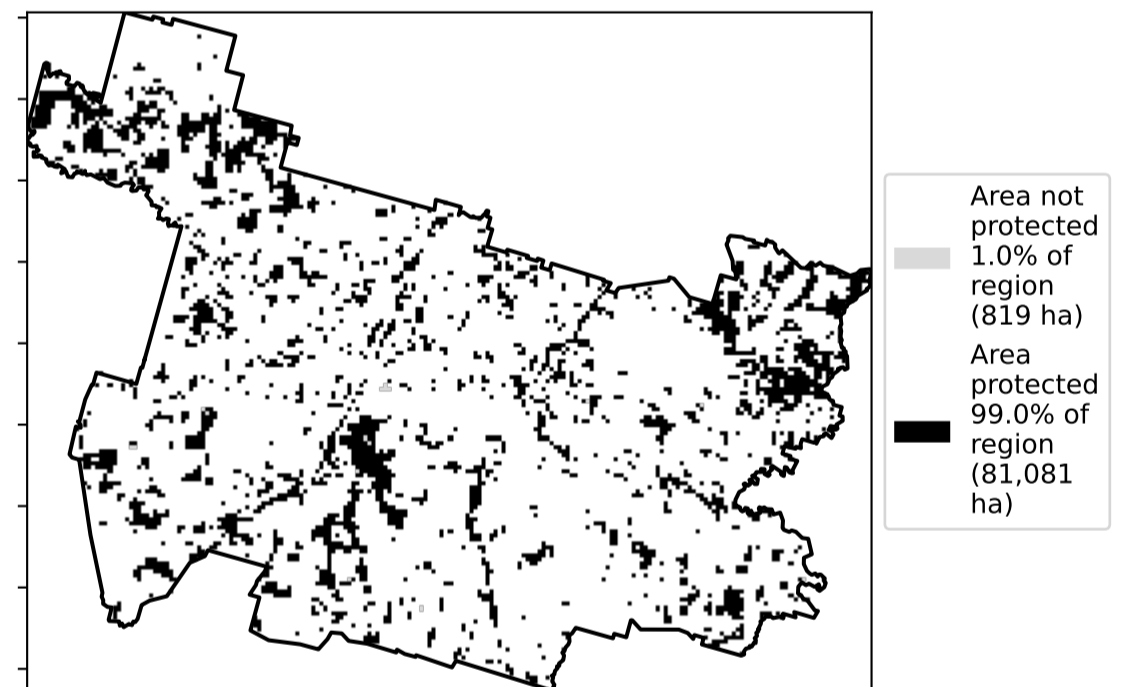 Area not
protected
1.0% of
region
(819 ha)
Area
protected
99.0% of
region
(81,081
ha)